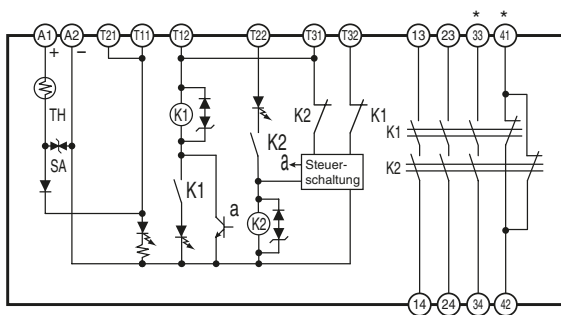 * *
A1 A2 T21 T11 T12 T22 T31 T32 13 23 33 41
+ −
K1 K2 K1
TH
K2
K1
SA
a Steuer-
schaltung
K2
K1 a
K2
14 24 34 42